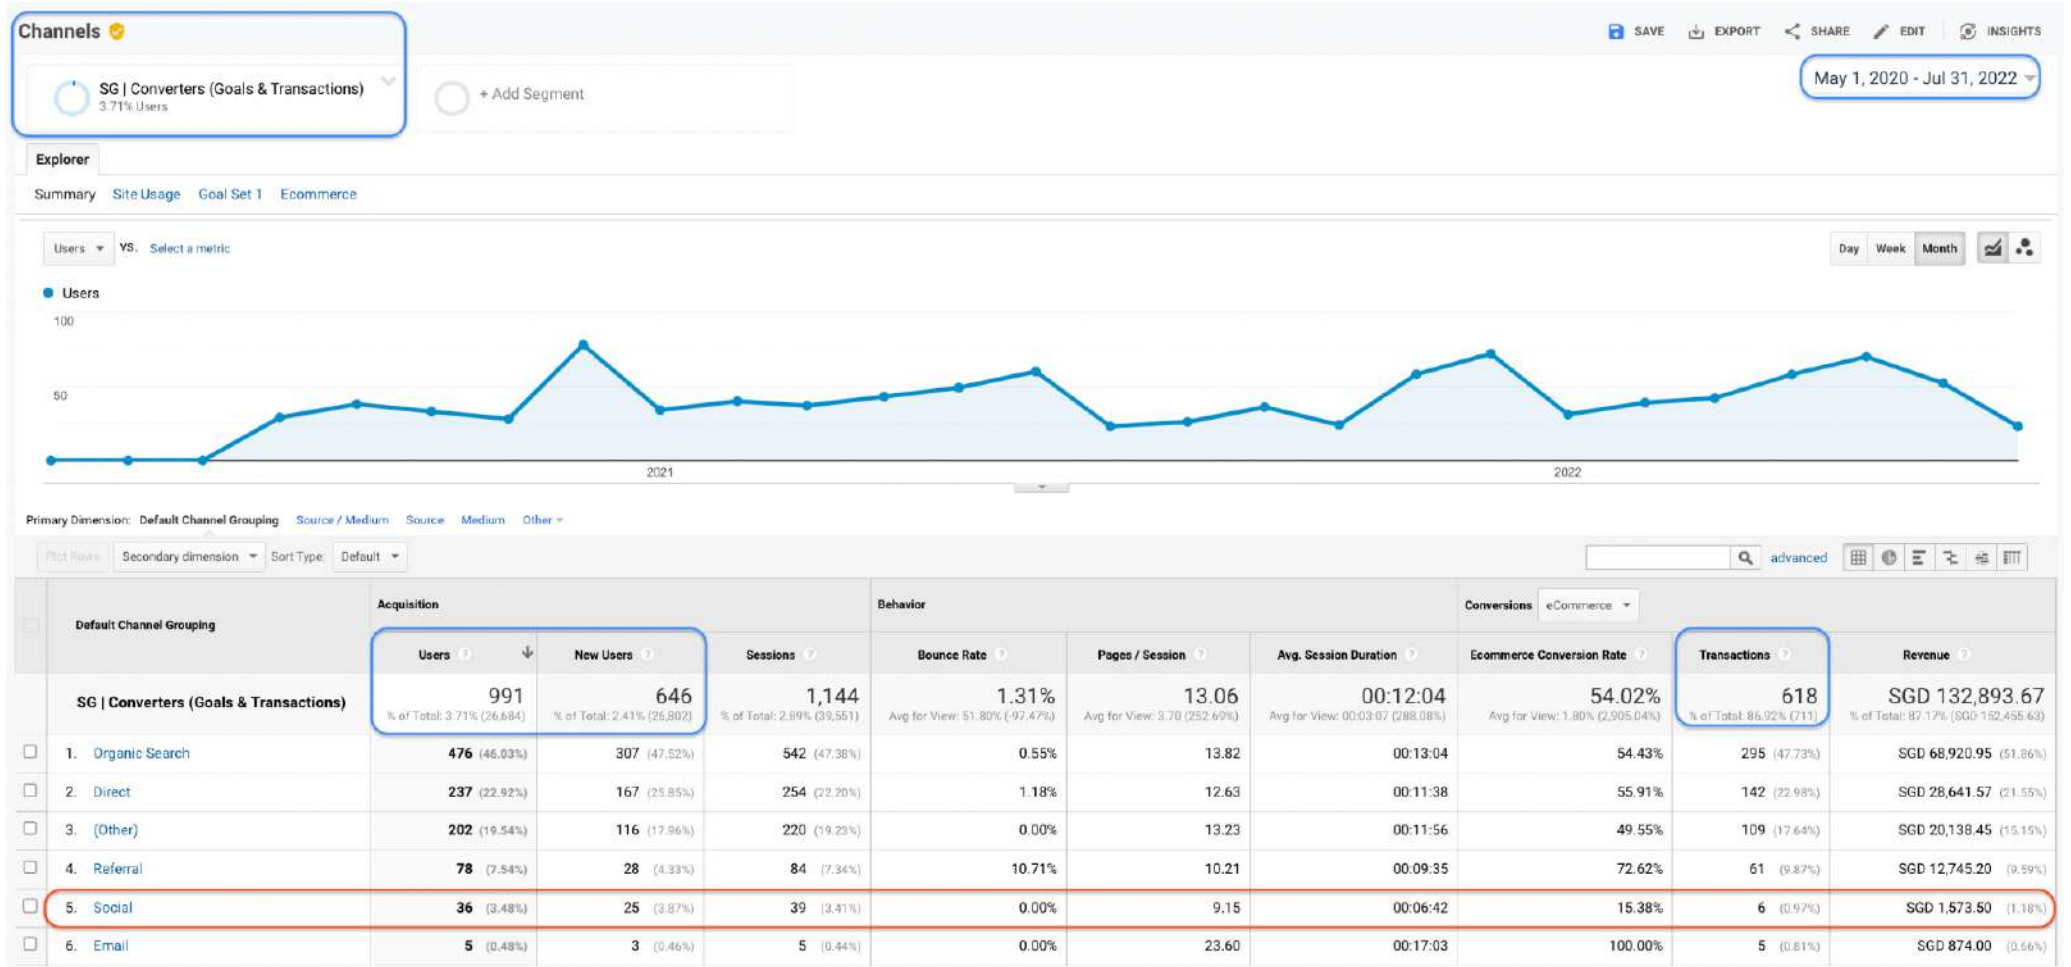 Channels
SAVE EXPORT SHARE EDIT INSIGHTS
SG | Converters (Goals & Transactions)
3.71% Users
+ Add Segment
May 1, 2020 - Jul 31, 2022
Explorer
Summary Site Usage Goal Set 1 Ecommerce
Users VS. Select a metric
Day Week Month
Users
100
50
2021 2022
Primary Dimension: Default Channel Grouping Source / Medium Source Medium Other
Plot Rows Secondary dimension Sort Type: Default
advanced
Default Channel Grouping
Acquisition Behavior Conversions eCommerce
Users New Users Sessions Bounce Rate Pages / Session Avg. Session Duration Ecommerce Conversion Rate Transactions Revenue
SG | Converters (Goals & Transactions) 991 646 1,144 1.31% 13.06 00:12:04 54.02% 618 SGD 132,893.67
% of Total: 3.71% (26,684) % of Total: 2.41% (26,802) % of Total: 2.89% (39,551) Avg for View: 51.80% (-97.47%) Avg for View: 3.70 (252.69%) Avg for View: 00:03:07 (288.08%) Avg for View: 1.80% (2,905.04%) % of Total: 86.92% (711) % of Total: 87.17% (SGD 152,455.63)
1. Organic Search 476 (46.03%) 307 (47.52%) 542 (47.38%) 0.55% 13.82 00:13:04 54.43% 295 (47.73%) SGD 68,920.95 (51.86%)
2. Direct 237 (22.92%) 167 (25.85%) 254 (22.20%) 1.18% 12.63 00:11:38 55.91% 142 (22.98%) SGD 28,641.57 (21.55%)
3. (Other) 202 (19.54%) 116 (17.96%) 220 (19.23%) 0.00% 13.23 00:11:56 49.55% 109 (17.64%) SGD 20,138.45 (15.15%)
4. Referral 78 (7.54%) 28 (4.33%) 84 (7.34%) 10.71% 10.21 00:09:35 72.62% 61 (9.87%) SGD 12,745.20 (9.59%)
5. Social 36 (3.48%) 25 (3.87%) 39 (3.41%) 0.00% 9.15 00:06:42 15.38% 6 (0.97%) SGD 1,573.50 (1.18%)
6. Email 5 (0.48%) 3 (0.46%) 5 (0.44%) 0.00% 23.60 00:17:03 100.00% 5 (0.81%) SGD 874.00 (0.66%)